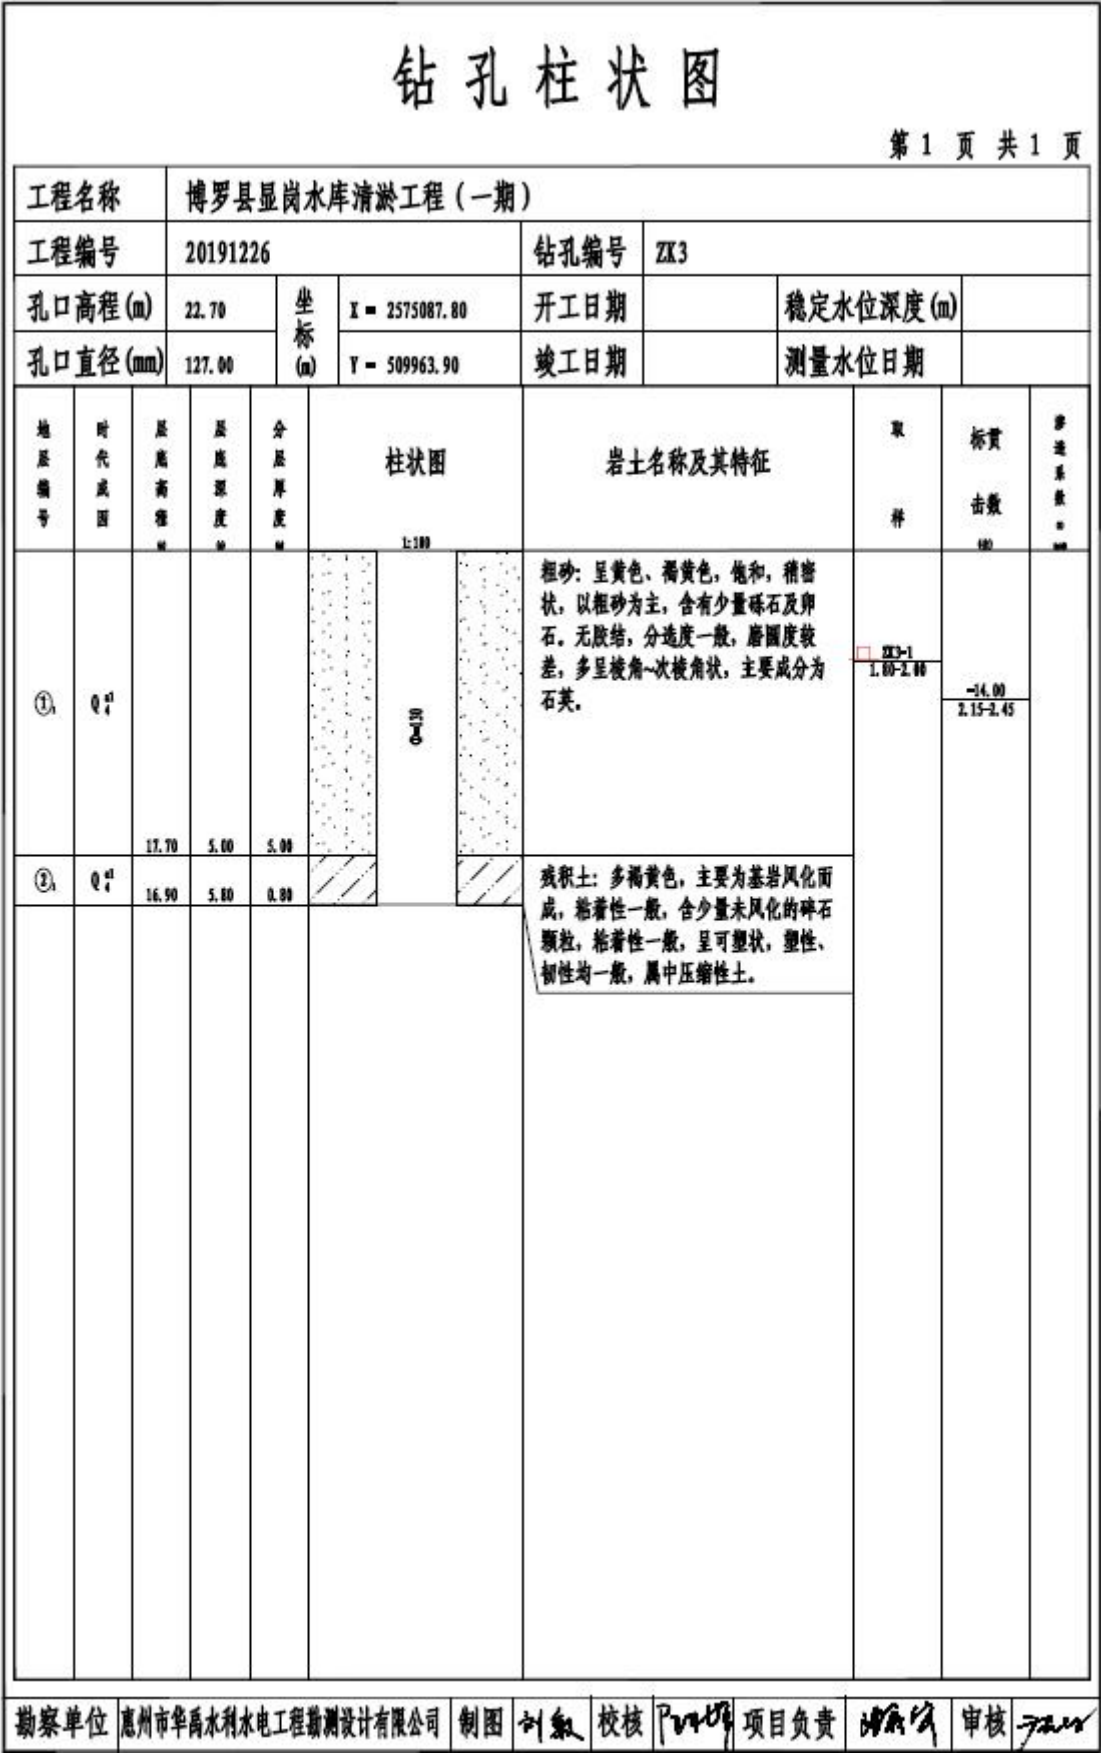 钻孔柱状图
第 1 页 共 1 页
工程名称 博罗县显岗水库清淤工程（一期）
工程编号 20191226 钻孔编号 ZK3
孔口高程(m) 22.70 坐标(m) X = 2575087.80 开工日期 稳定水位深度(m)
孔口直径(mm) 127.00 Y = 509963.90 竣工日期 测量水位日期
地层编号 时代成因 层底高程 层底深度 分层厚度 柱状图 1:100 岩土名称及其特征 取样 标贯击数 渗透系数
粗砂：呈黄色、褐黄色，饱和，稍密
状，以粗砂为主，含有少量砾石及卵
石。无胶结，分选度一般，磨圆度较
差，多呈棱角~次棱角状，主要成分为
石英。
ZK3-1
1.80-2.00
-14.00
2.15-2.45
①
17.70 5.00 5.00
②
16.90 5.80 0.80
残积土：多褐黄色，主要为基岩风化而
成，粘着性一般，含少量未风化的碎石
颗粒，粘着性一般，呈可塑状，塑性、
韧性均一般，属中压缩性土。
勘察单位 惠州市华禹水利水电工程勘测设计有限公司 制图 校核 项目负责 审核